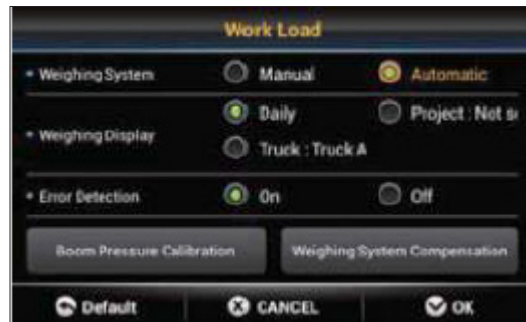 Work Load
Weighing System Manual Automatic
Daily Project : Not s
Weighing Display
Truck : Truck A
Error Detection On Off
Boom Pressure Calibration Weighing System Compensation
Default CANCEL OK